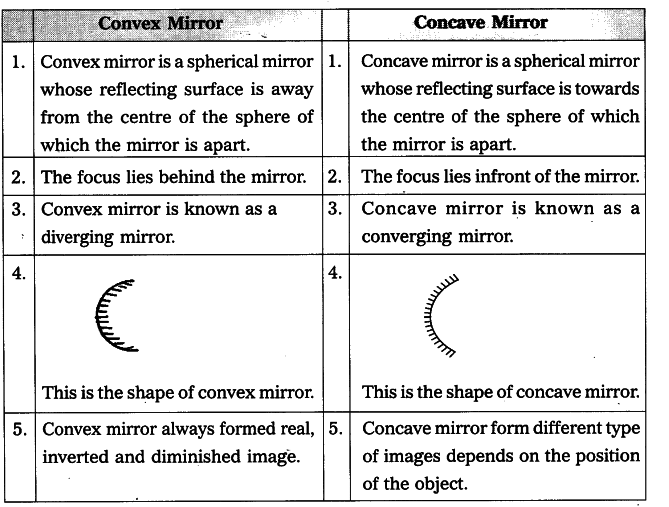 Convex Mirror
Concave Mirror
1. Convex mirror is a spherical mirror
whose reflecting surface is away
from the centre of the sphere of
which the mirror is apart.
1. Concave mirror is a spherical mirror
whose reflecting surface is towards
the centre of the sphere of which
the mirror is apart.
2. The focus lies behind the mirror.
2. The focus lies infront of the mirror.
3. Convex mirror is known as a
diverging mirror.
3. Concave mirror is known as a
converging mirror.
4.
This is the shape of convex mirror.
4.
This is the shape of concave mirror.
5. Convex mirror always formed real,
inverted and diminished image.
5. Concave mirror form different type
of images depends on the position
of the object.